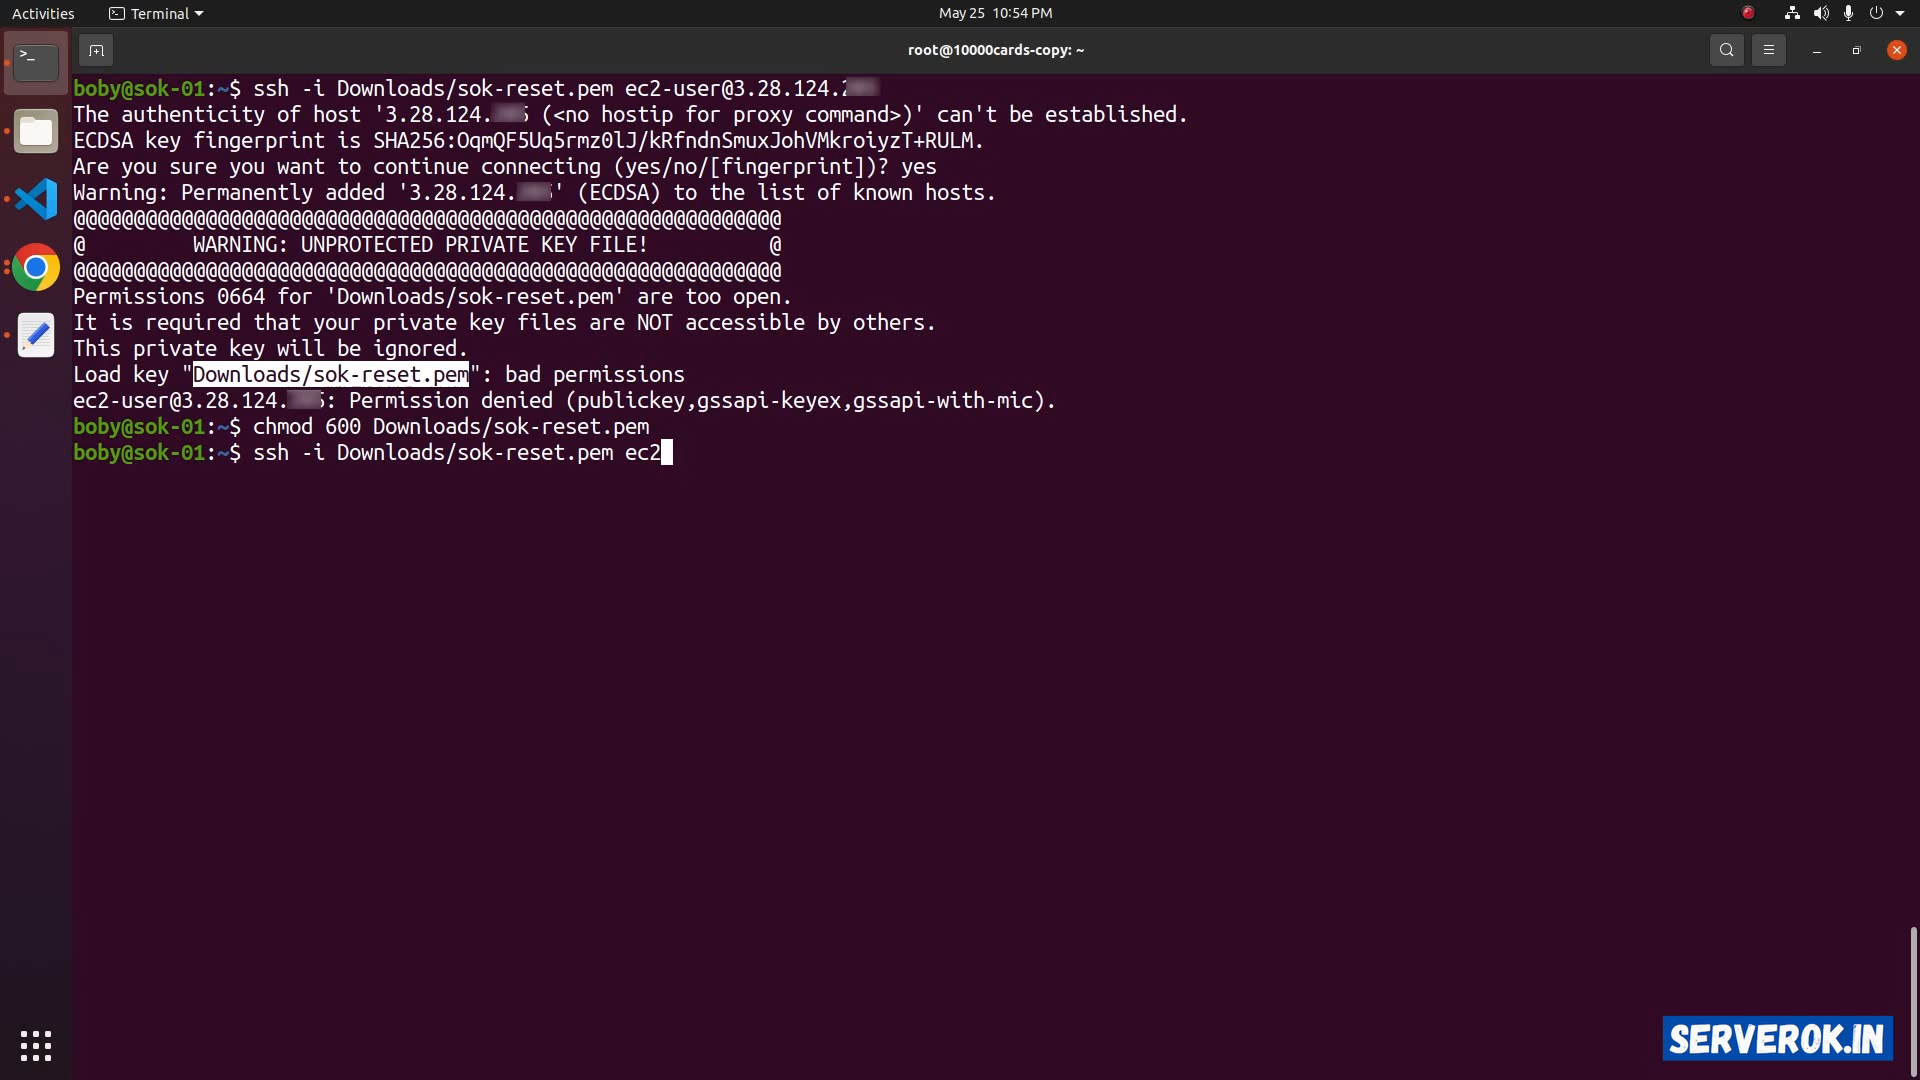 Activities Terminal May 25 10:54 PM
root@10000cards-copy: ~
boby@sok-01:~$ ssh -i Downloads/sok-reset.pem ec2-user@3.28.124.
The authenticity of host '3.28.124. (<no hostip for proxy command>)' can't be established.
ECDSA key fingerprint is SHA256:OqmQF5Uq5rmz0lJ/kRfndnSmuxJohVMkroiyzT+RULM.
Are you sure you want to continue connecting (yes/no/[fingerprint])? yes
Warning: Permanently added '3.28.124. ' (ECDSA) to the list of known hosts.
@@@@@@@@@@@@@@@@@@@@@@@@@@@@@@@@@@@@@@@@@@@@@@@@@@@@@@@@@@@
@         WARNING: UNPROTECTED PRIVATE KEY FILE!          @
@@@@@@@@@@@@@@@@@@@@@@@@@@@@@@@@@@@@@@@@@@@@@@@@@@@@@@@@@@@
Permissions 0664 for 'Downloads/sok-reset.pem' are too open.
It is required that your private key files are NOT accessible by others.
This private key will be ignored.
Load key "Downloads/sok-reset.pem": bad permissions
ec2-user@3.28.124. : Permission denied (publickey,gssapi-keyex,gssapi-with-mic).
boby@sok-01:~$ chmod 600 Downloads/sok-reset.pem
boby@sok-01:~$ ssh -i Downloads/sok-reset.pem ec2
SERVEROK.IN